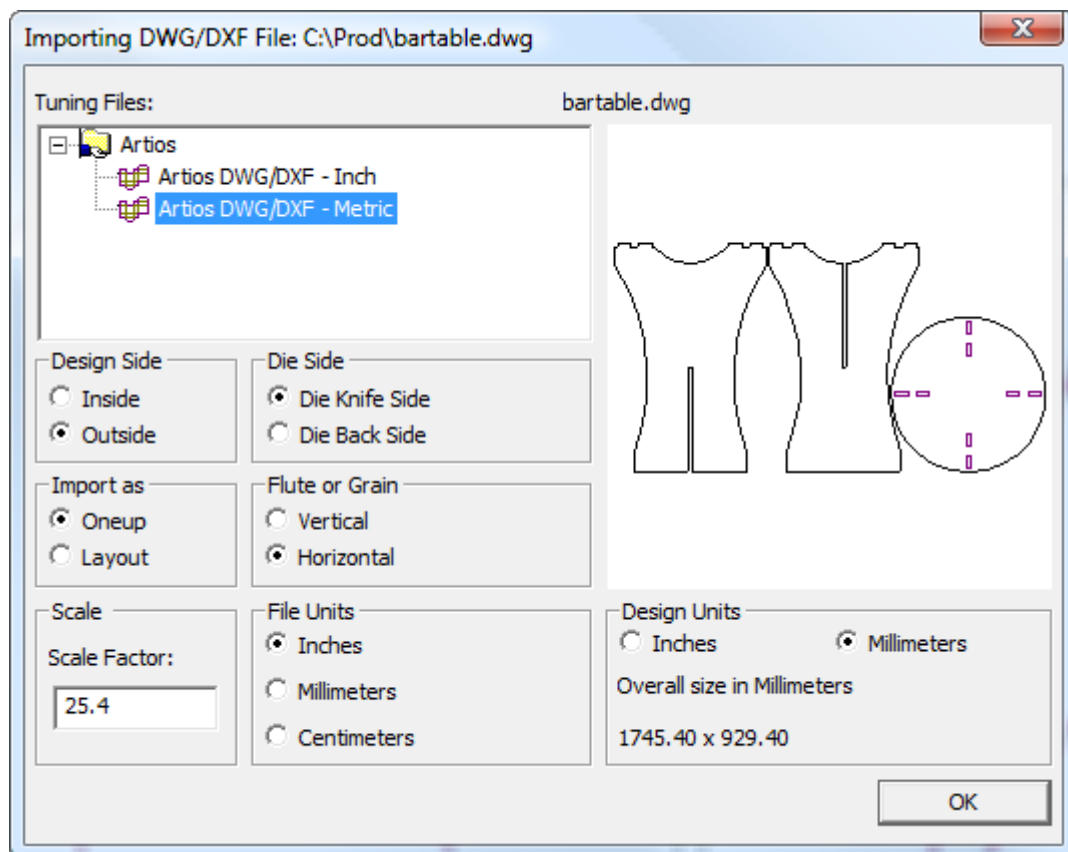 Importing DWG/DXF File: C:\Prod\bartable.dwg
Tuning Files:
bartable.dwg
Artios
Artios DWG/DXF - Inch
Artios DWG/DXF - Metric
Design Side
Inside
Outside
Die Side
Die Knife Side
Die Back Side
Import as
Oneup
Layout
Flute or Grain
Vertical
Horizontal
Scale
Scale Factor:
25.4
File Units
Inches
Millimeters
Centimeters
Design Units
Inches
Millimeters
Overall size in Millimeters
1745.40 x 929.40
OK